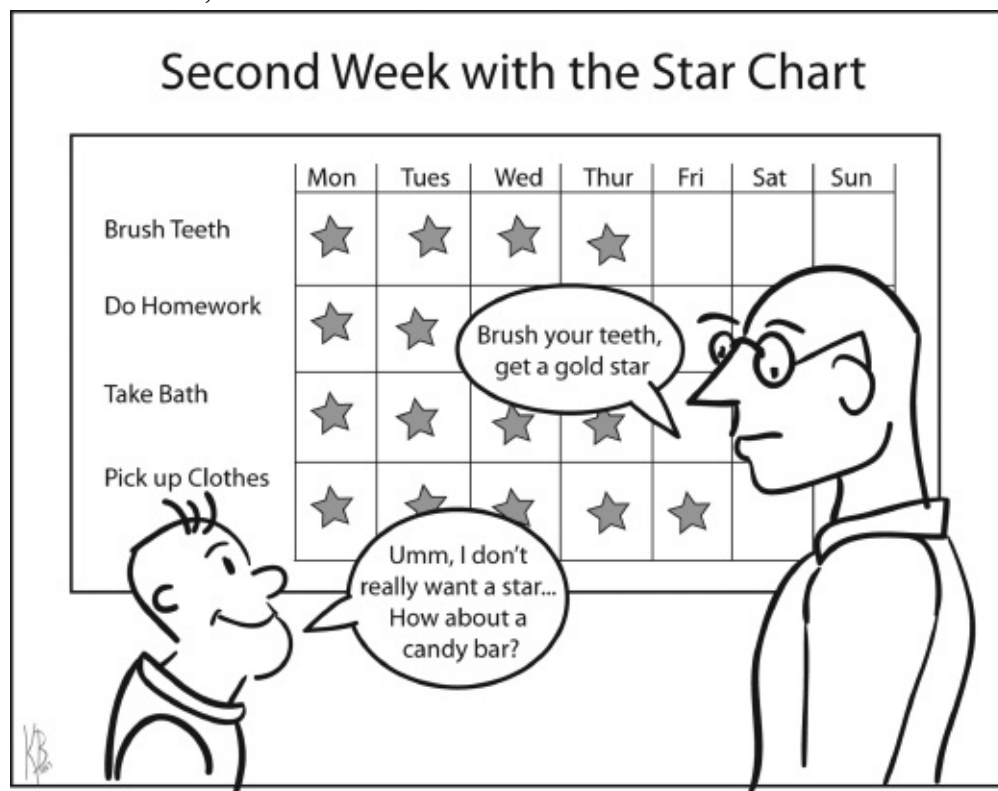 Second Week with the Star Chart
Mon Tues Wed Thur Fri Sat Sun
Brush Teeth
Do Homework
Brush your teeth,
get a gold star
Take Bath
Pick up Clothes
Umm, I don't
really want a star...
How about a
candy bar?
KB